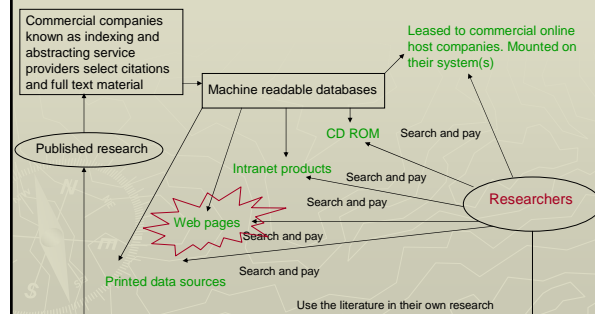 Commercial companies
known as indexing and
abstracting service
providers select citations
and full text material
Leased to commercial online
host companies. Mounted on
their system(s)
Machine readable databases
CD ROM
Search and pay
Published research
Intranet products
Search and pay
Researchers
Search and pay
Web pages
Search and pay
Printed data sources
Search and pay
Use the literature in their own research